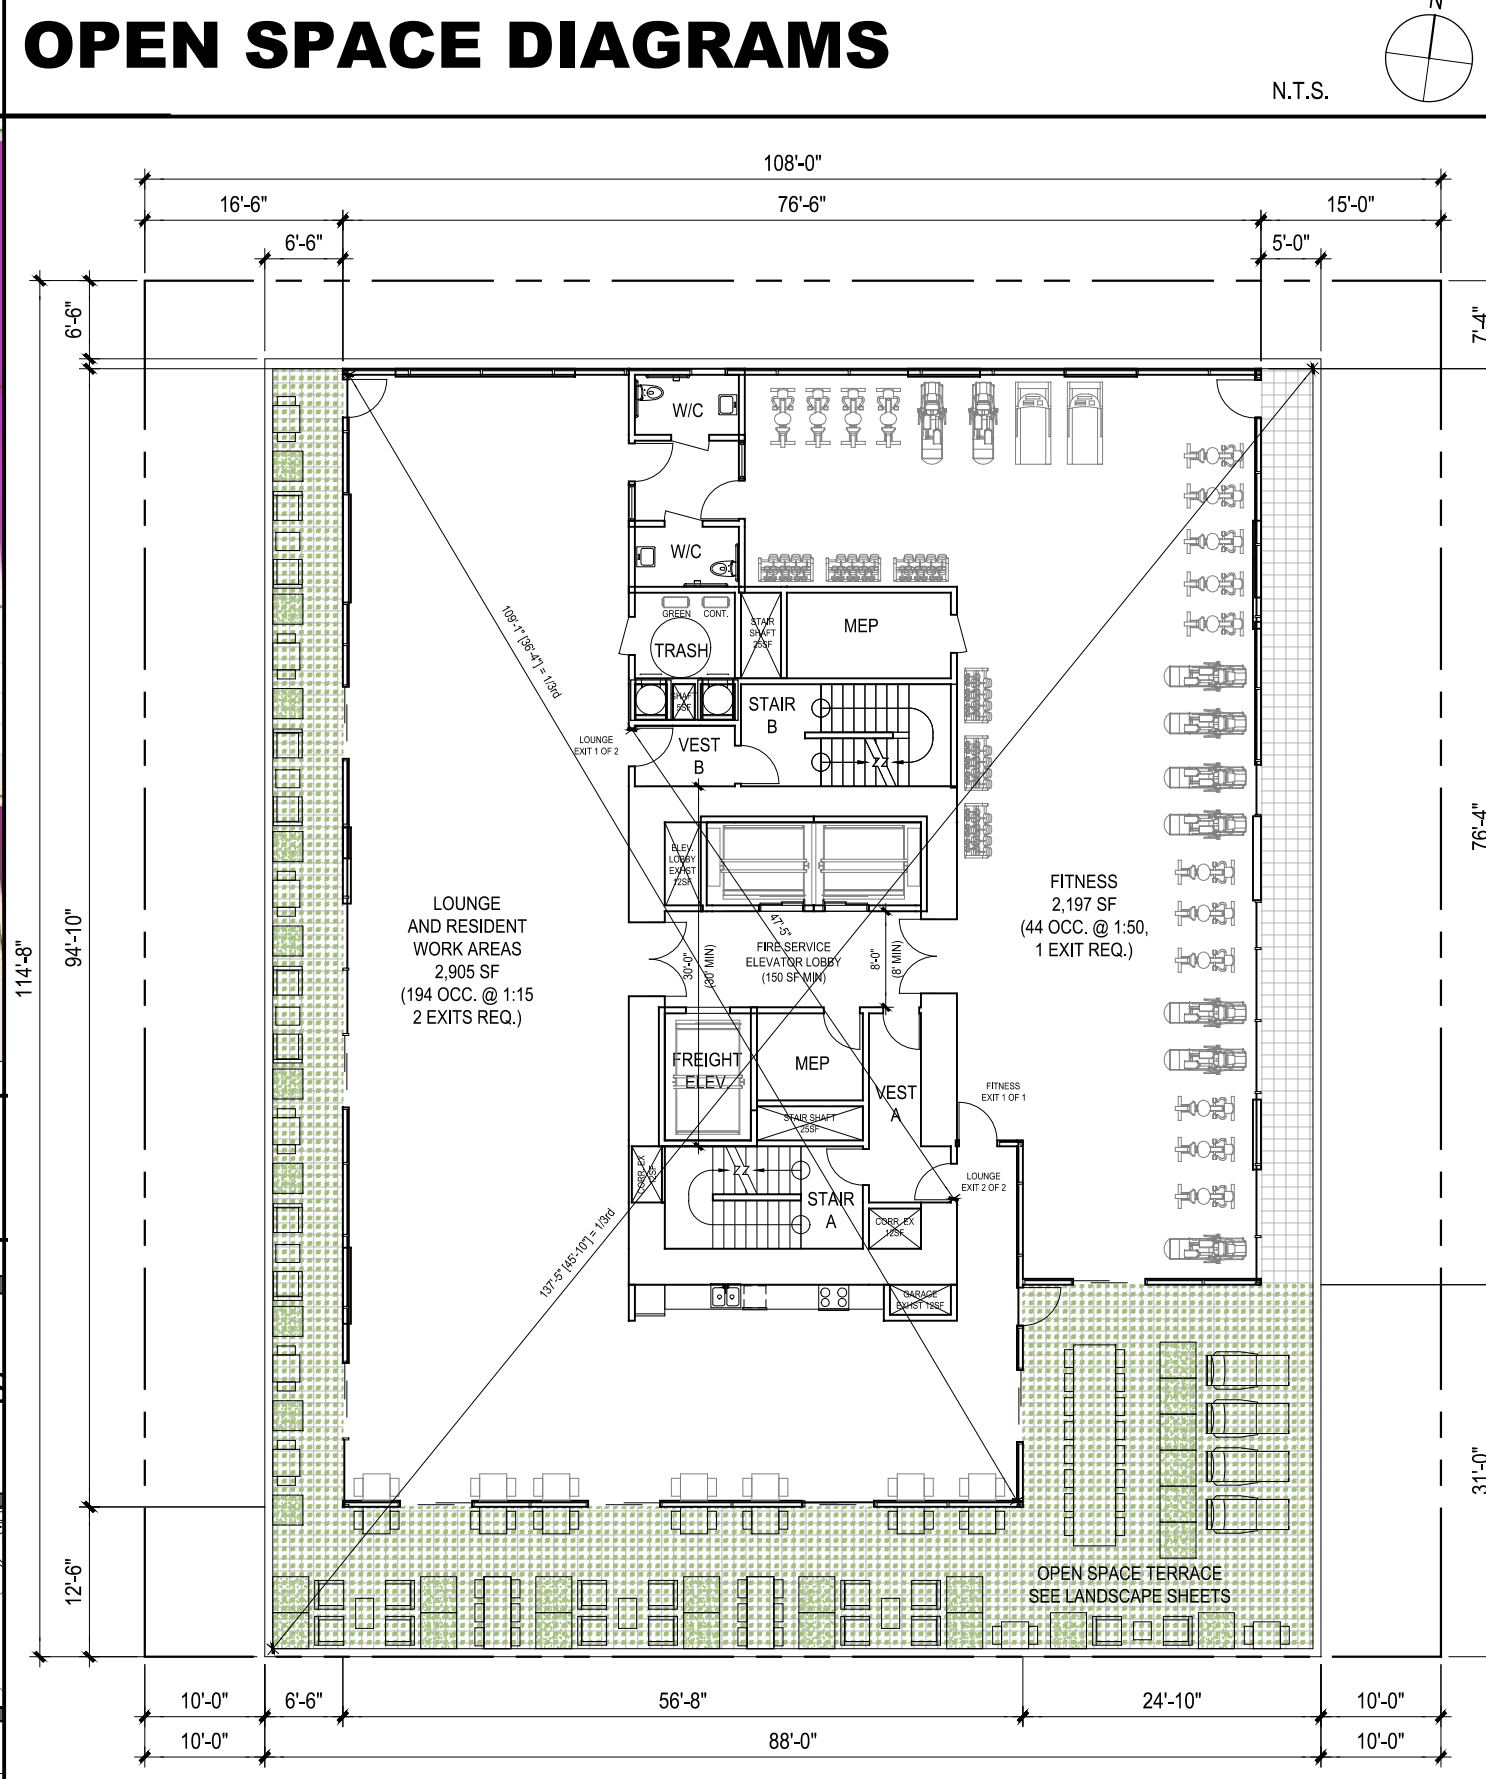 OPEN SPACE DIAGRAMS
N
N.T.S.
108'-0"
16'-6"
76'-6"
15'-0"
6'-6"
5'-0"
6'-6"
7'-4"
W/C
W/C
GREEN
CONT.
TRASH
STAIR
SHAFT
25SF
MEP
109'-1" [36'-4"] = 1/3rd
SHAFT
5SF
STAIR
B
LOUNGE
EXIT 1 OF 2
VEST
B
76'-4"
ELEV.
LOBBY
EXHST
12SF
FITNESS
2,197 SF
(44 OCC. @ 1:50,
1 EXIT REQ.)
LOUNGE
AND RESIDENT
WORK AREAS
2,905 SF
(194 OCC. @ 1:15
2 EXITS REQ.)
47'-5"
FIRE SERVICE
ELEVATOR LOBBY
(150 SF MIN)
30'-0"
(30' MIN)
8'-0"
(8' MIN)
94'-10"
114'-8"
FREIGHT
ELEV.
MEP
VEST
A
FITNESS
EXIT 1 OF 1
STAIR SHAFT
25SF
CORR. EX
12SF
LOUNGE
EXIT 2 OF 2
STAIR
A
CORR. EX
12SF
137'-5" [45'-10"] = 1/3rd
GARAGE
EXHST 12SF
31'-0"
12'-6"
OPEN SPACE TERRACE
SEE LANDSCAPE SHEETS
10'-0"
6'-6"
56'-8"
24'-10"
10'-0"
10'-0"
88'-0"
10'-0"